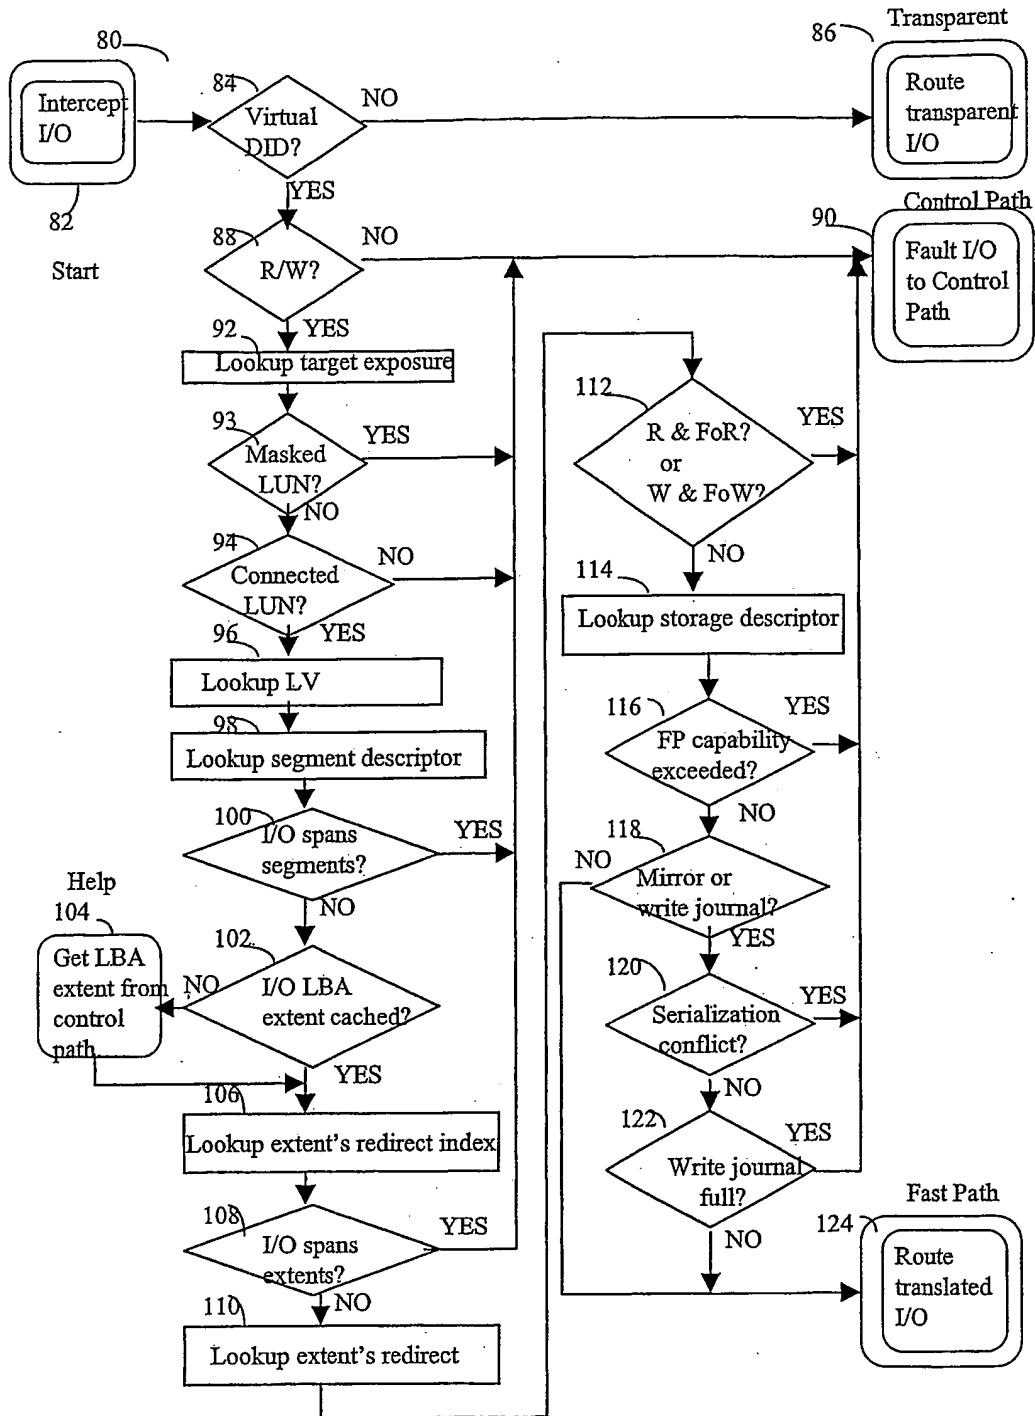 Transparent
80
86
84
NO
Intercept
I/O
Virtual
DID?
Route
transparent
I/O
YES
82
Control Path
90
Start
88
NO
R/W?
Fault I/O
to Control
Path
YES
92
Lookup target exposure
93
YES
Masked
LUN?
NO
94
NO
Connected
LUN?
YES
96
Lookup LV
98
Lookup segment descriptor
100
YES
I/O spans
segments?
NO
Help
104
102
Get LBA
extent from
control
path
NO
I/O LBA
extent cached?
YES
106
Lookup extent's redirect index
108
YES
I/O spans
extents?
NO
110
Lookup extent's redirect
112
YES
R & FoR?
or
W & FoW?
NO
114
Lookup storage descriptor
116
YES
FP capability
exceeded?
NO
118
NO
Mirror or
write journal?
YES
120
YES
Serialization
conflict?
NO
122
YES
Write journal
full?
NO
Fast Path
124
Route
translated
I/O